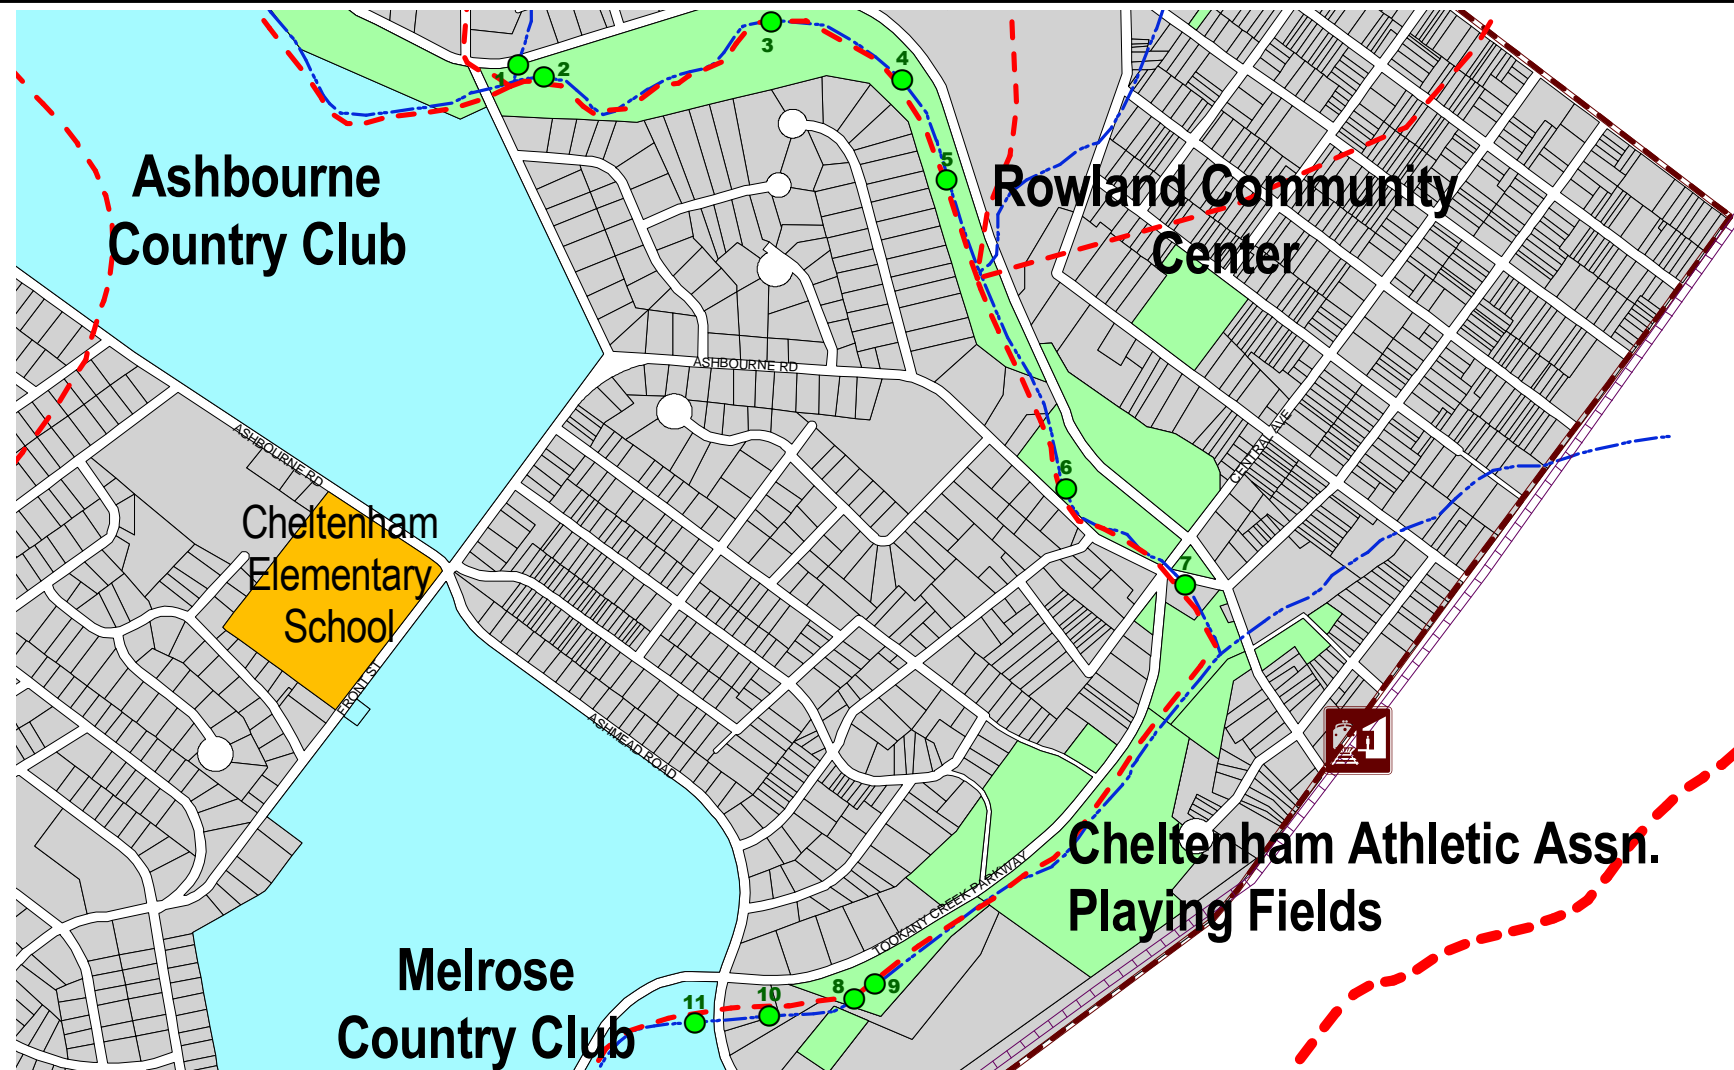 3
1
2
4
5
Ashbourne
Country Club
Rowland Community
Center
ASHBOURNE RD
ASHBOURNE RD
CENTRAL AVE
6
Cheltenham
Elementary
School
7
FRONT ST
ASHMEAD ROAD
Cheltenham Athletic Assn.
Playing Fields
TOOKANY CREEK PARKWAY
Melrose
Country Club
8
9
10
11